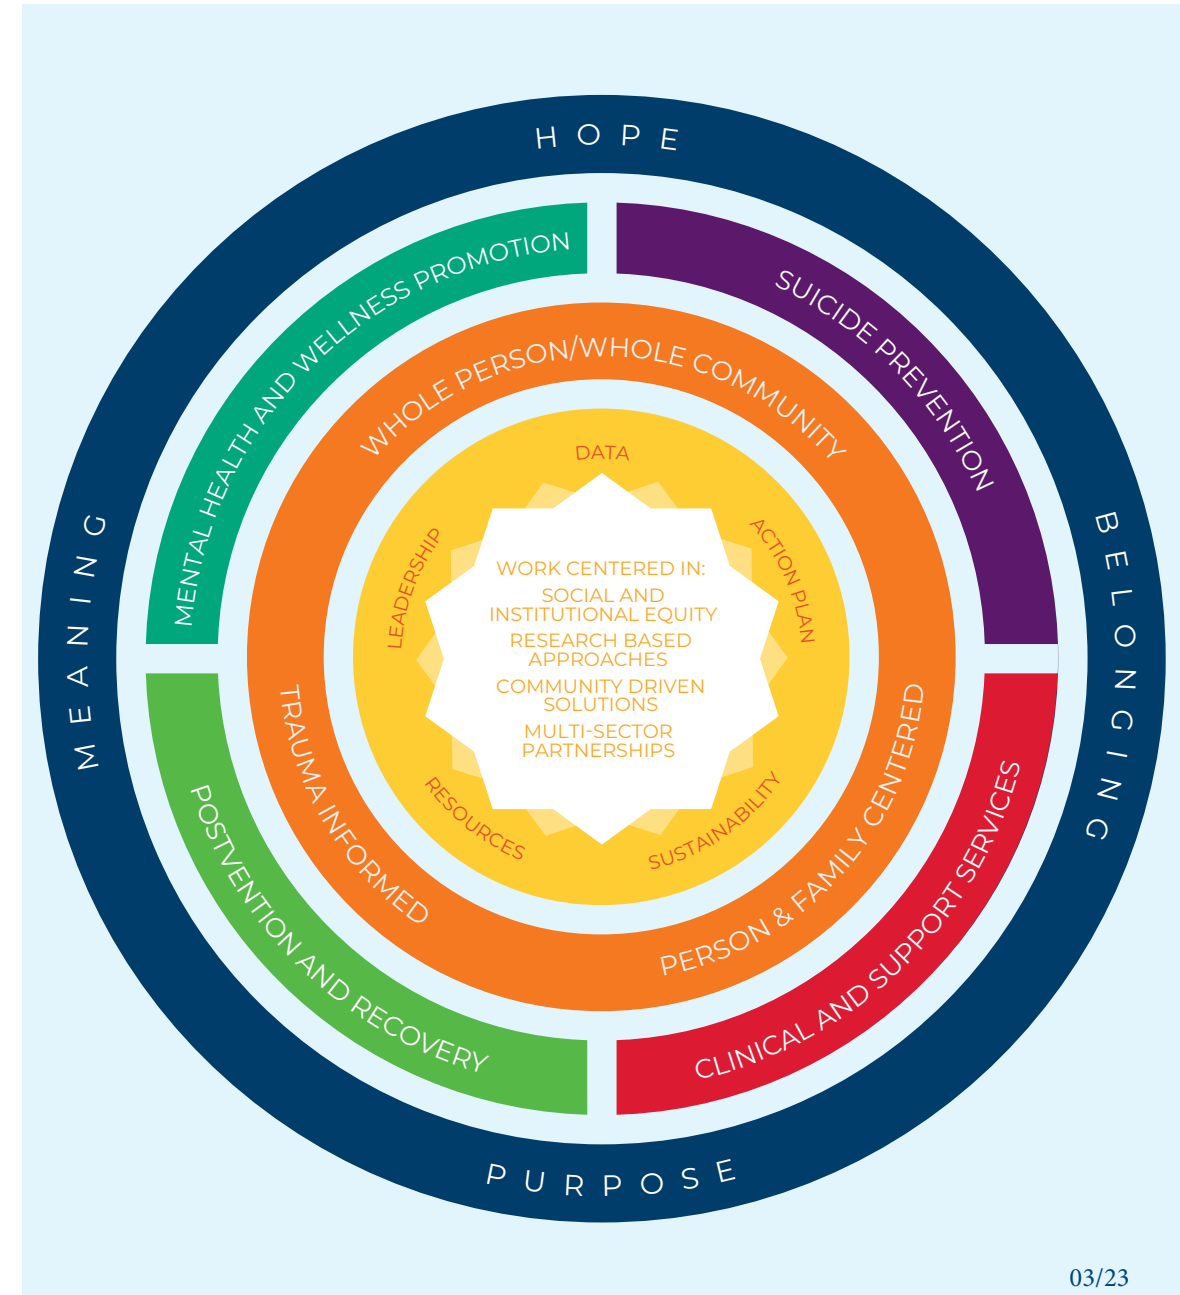 HOPE
MENTAL HEALTH AND WELLNESS PROMOTION
SUICIDE PREVENTION
WHOLE PERSON/WHOLE COMMUNITY
DATA
LEADERSHIP
ACTION PLAN
MEANING
BELONGING
WORK CENTERED IN:
SOCIAL AND
INSTITUTIONAL EQUITY
RESEARCH BASED
APPROACHES
COMMUNITY DRIVEN
SOLUTIONS
MULTI-SECTOR
PARTNERSHIPS
RESOURCES
SUSTAINABILITY
TRAUMA INFORMED
PERSON & FAMILY CENTERED
POSTVENTION AND RECOVERY
CLINICAL AND SUPPORT SERVICES
PURPOSE
03/23